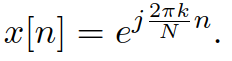 x[n] = e^{j\frac{2\pi k}{N}n}.